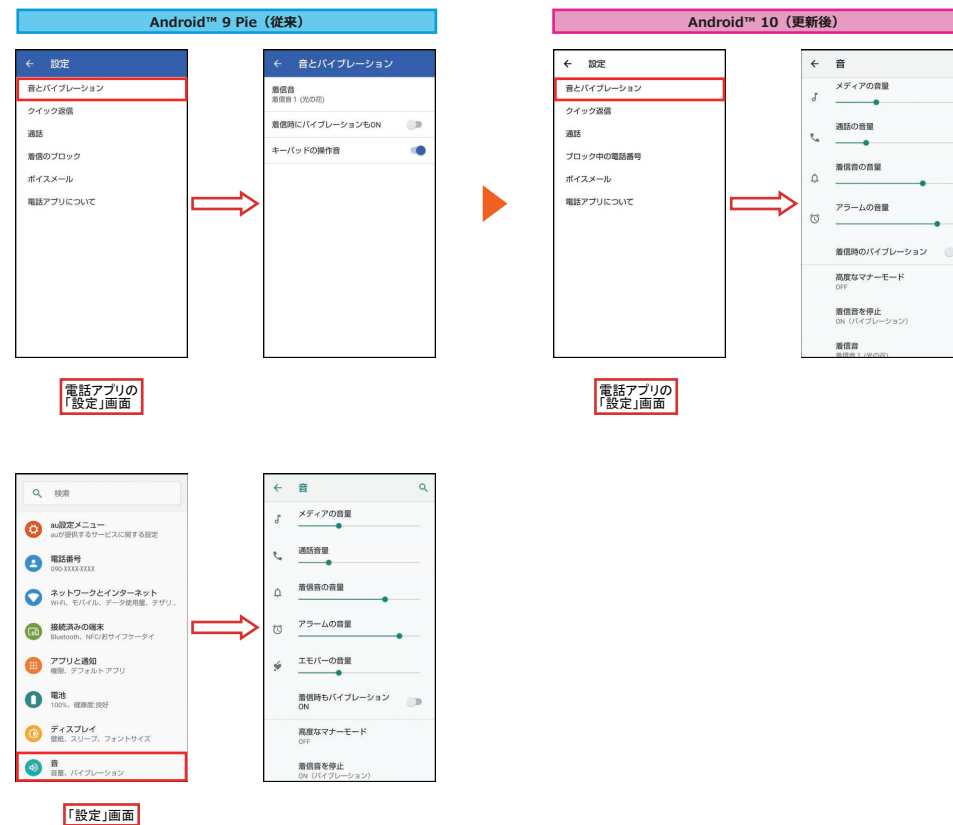 Android™ 9 Pie（従来）
Android™ 10（更新後）
← 設定
音とバイブレーション
クイック返信
通話
着信のブロック
ボイスメール
電話アプリについて
← 音とバイブレーション
着信音
着信音 1 (光の花)
着信時にバイブレーションもON
キーパッドの操作音
電話アプリの
「設定」画面
← 設定
音とバイブレーション
クイック返信
通話
ブロック中の電話番号
ボイスメール
電話アプリについて
← 音
メディアの音量
通話の音量
着信音の音量
アラームの音量
着信時のバイブレーション
高度なマナーモード
OFF
着信音を停止
ON（バイブレーション）
着信音
着信音 1 (光の花)
電話アプリの
「設定」画面
検索
au設定メニュー
auが提供するサービスに関する設定
電話番号
090-XXXX-XXXX
ネットワークとインターネット
Wi-Fi、モバイル、データ使用量、テザリ..
接続済みの端末
Bluetooth、NFC/おサイフケータイ
アプリと通知
権限、デフォルト アプリ
電池
100%、健康度:良好
ディスプレイ
壁紙、スリープ、フォントサイズ
音
音量、バイブレーション
← 音
メディアの音量
通話音量
着信音の音量
アラームの音量
エモパーの音量
着信時もバイブレーション
ON
高度なマナーモード
OFF
着信音を停止
ON（バイブレーション）
「設定」画面